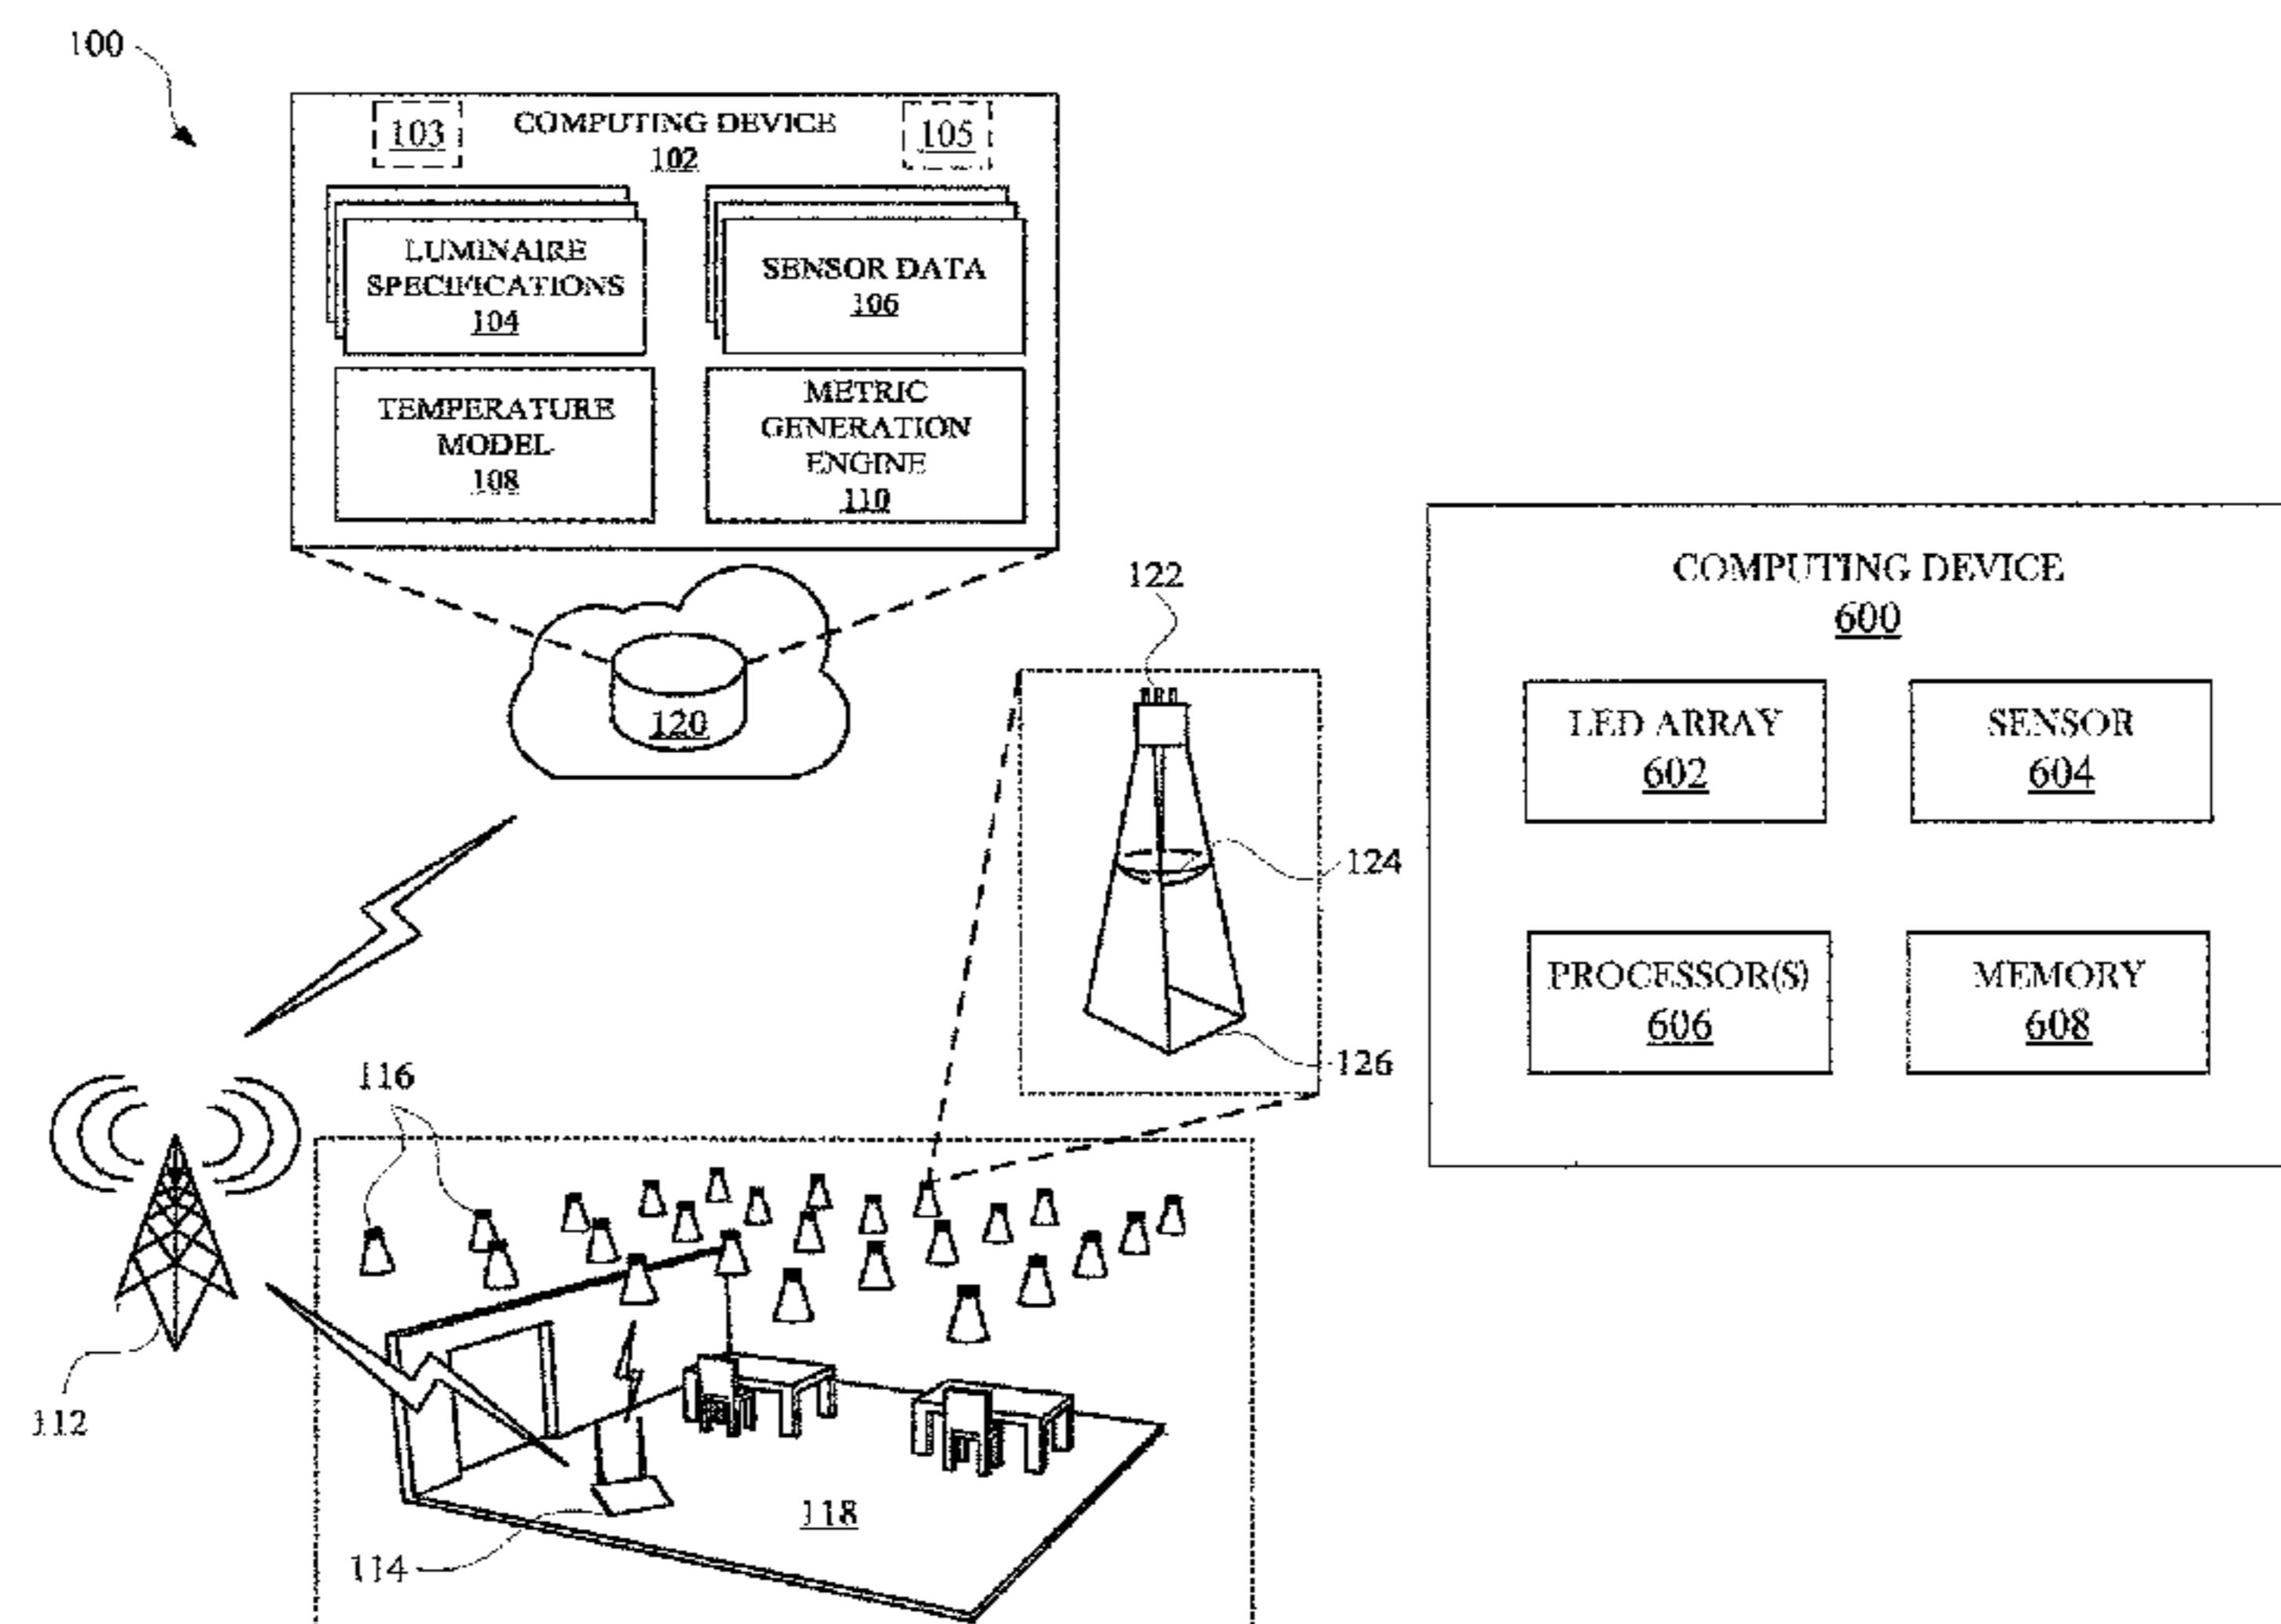 100
103
COMPUTING DEVICE
102
105
LUMINAIRE
SPECIFICATIONS
104
SENSOR DATA
106
TEMPERATURE
MODEL
108
METRIC
GENERATION
ENGINE
110
120
122
124
126
116
112
114
118
COMPUTING DEVICE
600
LED ARRAY
602
SENSOR
604
PROCESSOR(S)
606
MEMORY
608